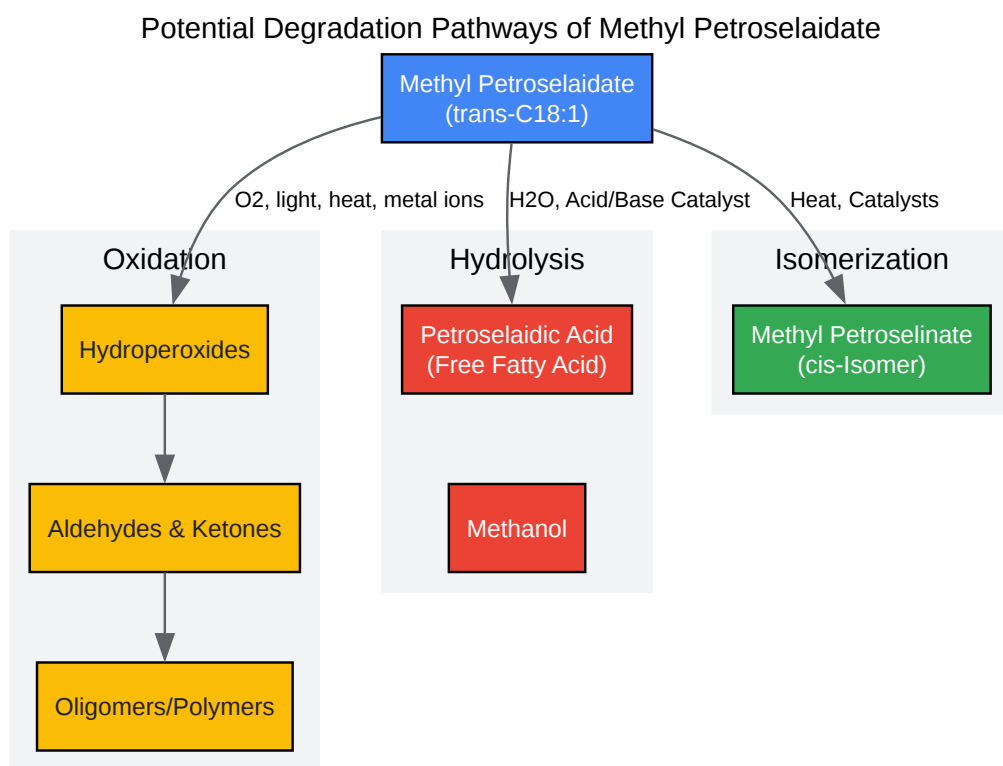 Potential Degradation Pathways of Methyl Petroselaidate
Methyl Petroselaidate
(trans-C18:1)
O2, light, heat, metal ions
H2O, Acid/Base Catalyst
Heat, Catalysts
Oxidation
Hydrolysis
Isomerization
Hydroperoxides
Petroselaidic Acid
(Free Fatty Acid)
Methyl Petroselinate
(cis-Isomer)
Aldehydes & Ketones
Methanol
Oligomers/Polymers